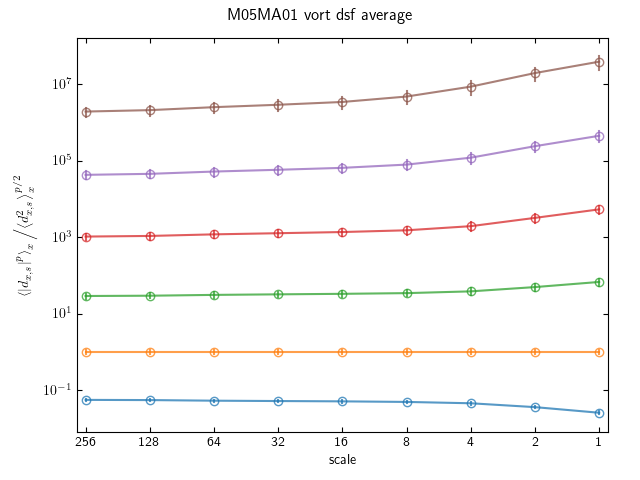 M05MA01 vort dsf average
⟨|d_{x,s}|^p⟩_x / ⟨d_{x,s}^2⟩_x^{p/2}
10^7
10^5
10^3
10^1
10^{-1}
256 128 64 32 16 8 4 2 1
scale